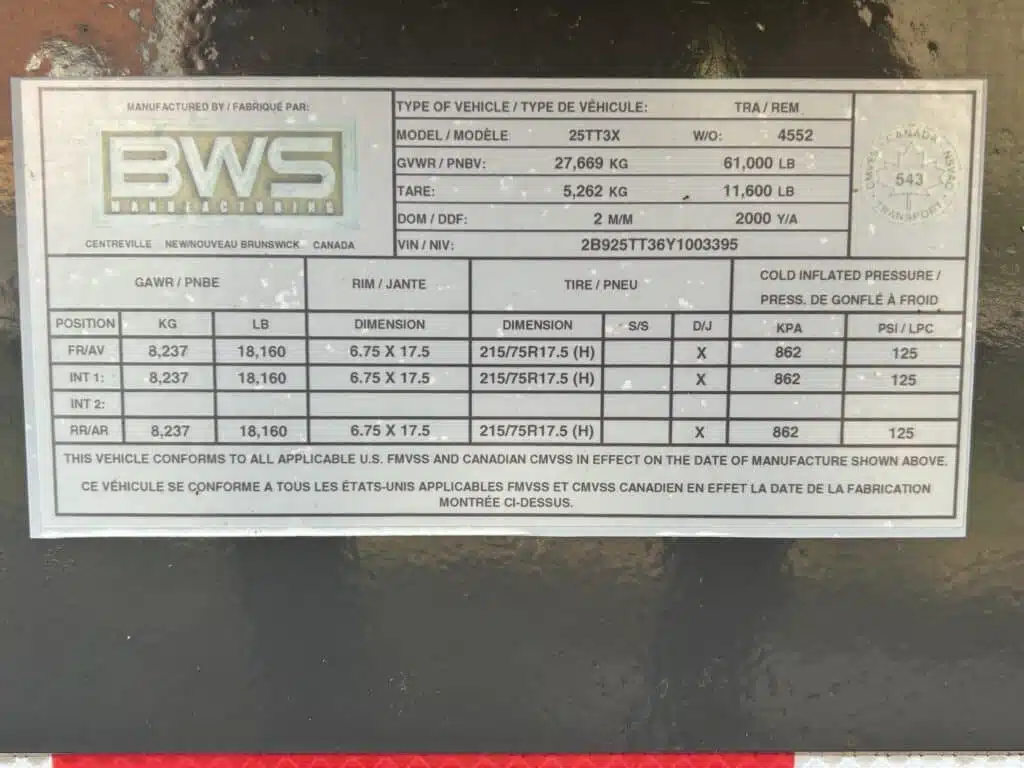 MANUFACTURED BY / FABRIQUÉ PAR:
BWS
MANUFACTURING
CENTREVILLE NEW/NOUVEAU BRUNSWICK CANADA
TYPE OF VEHICLE / TYPE DE VÉHICULE: TRA / REM
MODEL / MODÈLE 25TT3X W/O: 4552
GVWR / PNBV: 27,669 KG 61,000 LB
TARE: 5,262 KG 11,600 LB
DOM / DDF: 2 M/M 2000 Y/A
VIN / NIV: 2B925TT36Y1003395
CANADA
CMVSS NSVAC
543
TRANSPORT
GAWR / PNBE RIM / JANTE TIRE / PNEU COLD INFLATED PRESSURE /
PRESS. DE GONFLÉ À FROID
POSITION KG LB DIMENSION DIMENSION S/S D/J KPA PSI / LPC
FR/AV 8,237 18,160 6.75 X 17.5 215/75R17.5 (H) X 862 125
INT 1: 8,237 18,160 6.75 X 17.5 215/75R17.5 (H) X 862 125
INT 2:
RR/AR 8,237 18,160 6.75 X 17.5 215/75R17.5 (H) X 862 125
THIS VEHICLE CONFORMS TO ALL APPLICABLE U.S. FMVSS AND CANADIAN CMVSS IN EFFECT ON THE DATE OF MANUFACTURE SHOWN ABOVE.
CE VÉHICULE SE CONFORME A TOUS LES ÉTATS-UNIS APPLICABLES FMVSS ET CMVSS CANADIEN EN EFFET LA DATE DE LA FABRICATION
MONTRÉE CI-DESSUS.